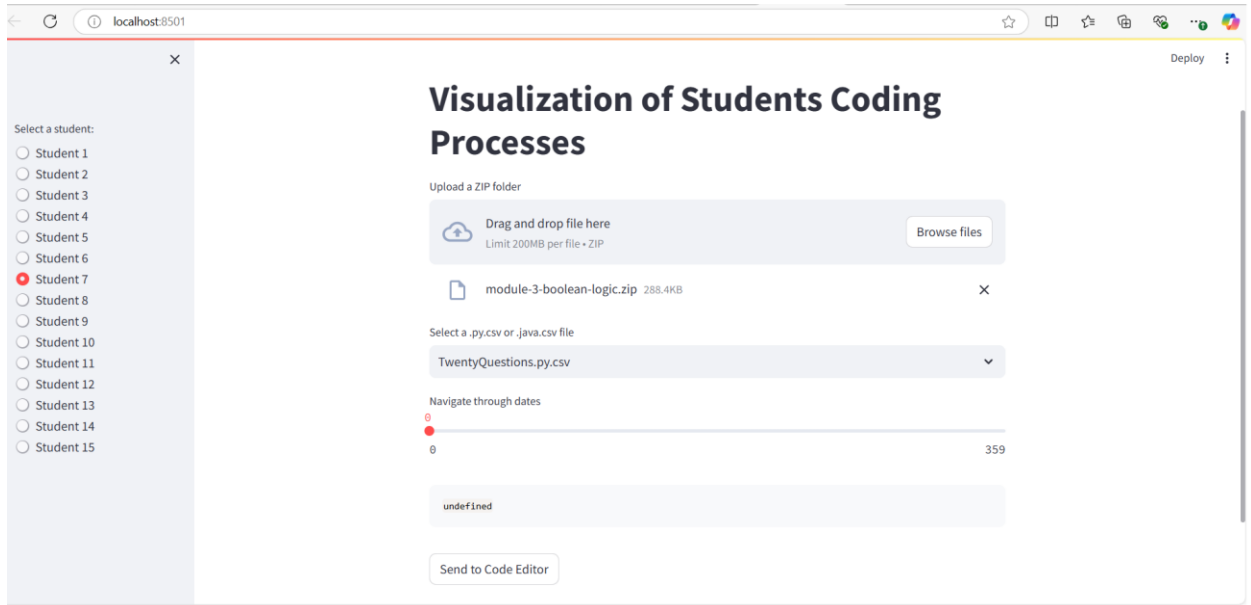 localhost:8501
Deploy
Select a student:
Student 1
Student 2
Student 3
Student 4
Student 5
Student 6
Student 7
Student 8
Student 9
Student 10
Student 11
Student 12
Student 13
Student 14
Student 15
Visualization of Students Coding
Processes
Upload a ZIP folder
Drag and drop file here
Limit 200MB per file • ZIP
Browse files
module-3-boolean-logic.zip 288.4KB
Select a .py.csv or .java.csv file
TwentyQuestions.py.csv
Navigate through dates
0
0 359
undefined
Send to Code Editor